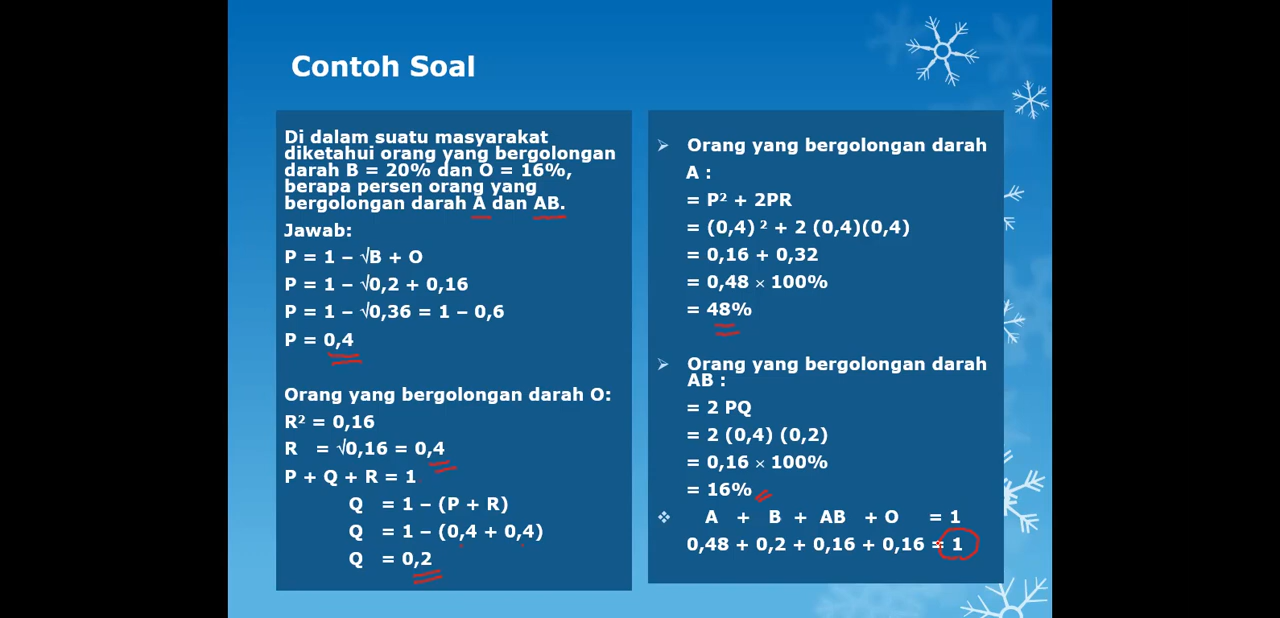 Contoh Soal
Di dalam suatu masyarakat
diketahui orang yang bergolongan
darah B = 20% dan O = 16%,
berapa persen orang yang
bergolongan darah A dan AB.
Jawab:
P = 1 – √B + O
P = 1 – √0,2 + 0,16
P = 1 – √0,36 = 1 – 0,6
P = 0,4
Orang yang bergolongan darah O:
R² = 0,16
R = √0,16 = 0,4
P + Q + R = 1
Q = 1 – (P + R)
Q = 1 – (0,4 + 0,4)
Q = 0,2
Orang yang bergolongan darah
A :
= P² + 2PR
= (0,4) ² + 2 (0,4)(0,4)
= 0,16 + 0,32
= 0,48 × 100%
= 48%
Orang yang bergolongan darah
AB :
= 2 PQ
= 2 (0,4) (0,2)
= 0,16 × 100%
= 16%
A + B + AB + O = 1
0,48 + 0,2 + 0,16 + 0,16 = 1